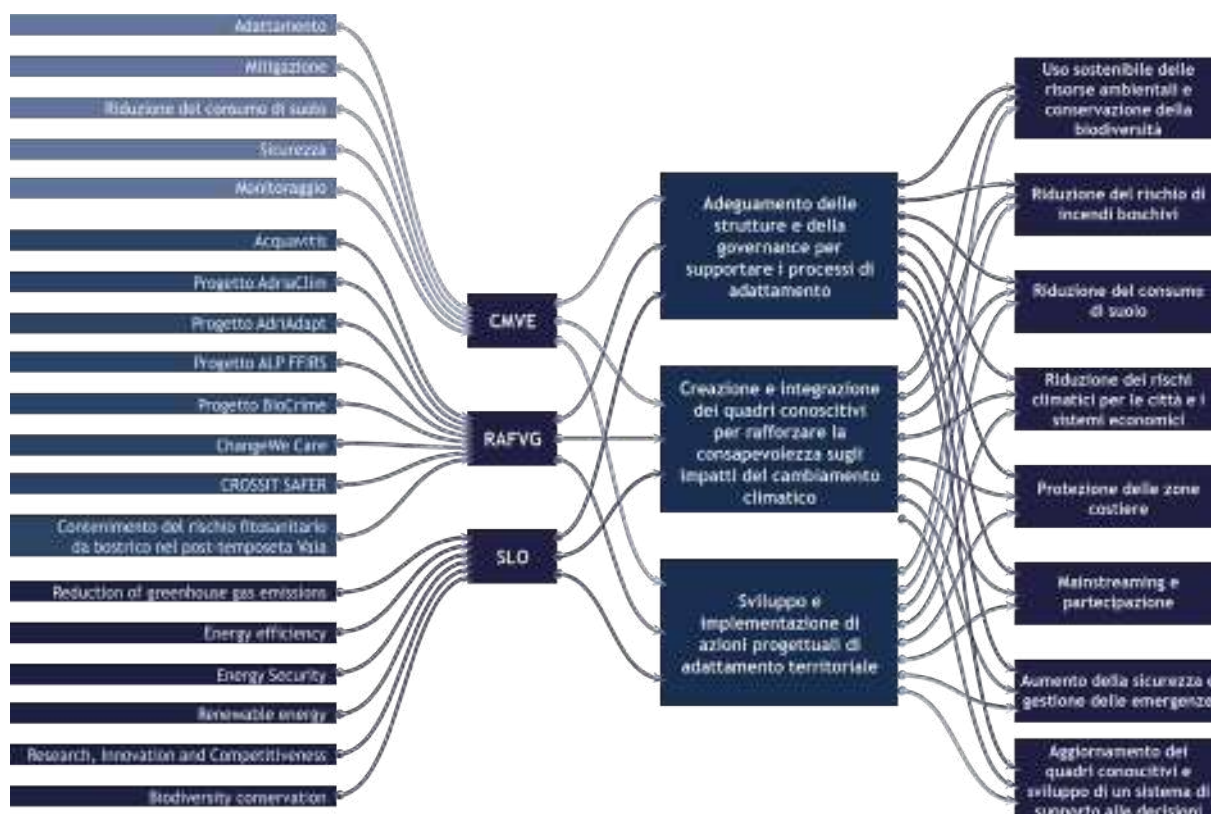 Adattamento
Mitigazione
Riduzione del consumo di suolo
Sicurezza
Monitoraggio
Acquavitis
Progetto AdriaClim
Progetto AdriAdapt
Progetto ALP FFIRS
Progetto BioCrime
ChangeWe Care
CROSSIT SAFER
Contenimento del rischio fitosanitario
da bostrico nel post-tempesta Vaia
Reduction of greenhouse gas emissions
Energy efficiency
Energy Security
Renewable energy
Research, Innovation and Competitiveness
Biodiversity conservation
CMVE
RAFVG
SLO
Adeguamento delle
strutture e della
governance per
supportare i processi di
adattamento
Creazione e integrazione
dei quadri conoscitivi
per rafforzare la
consapevolezza sugli
impatti del cambiamento
climatico
Sviluppo e
implementazione di
azioni progettuali di
adattamento territoriale
Uso sostenibile delle
risorse ambientali e
conservazione della
biodiversità
Riduzione del rischio di
incendi boschivi
Riduzione del consumo
di suolo
Riduzione dei rischi
climatici per le città e i
sistemi economici
Protezione delle zone
costiere
Mainstreaming e
partecipazione
Aumento della sicurezza e
gestione delle emergenze
Aggiornamento dei
quadri conoscitivi e
sviluppo di un sistema di
supporto alle decisioni